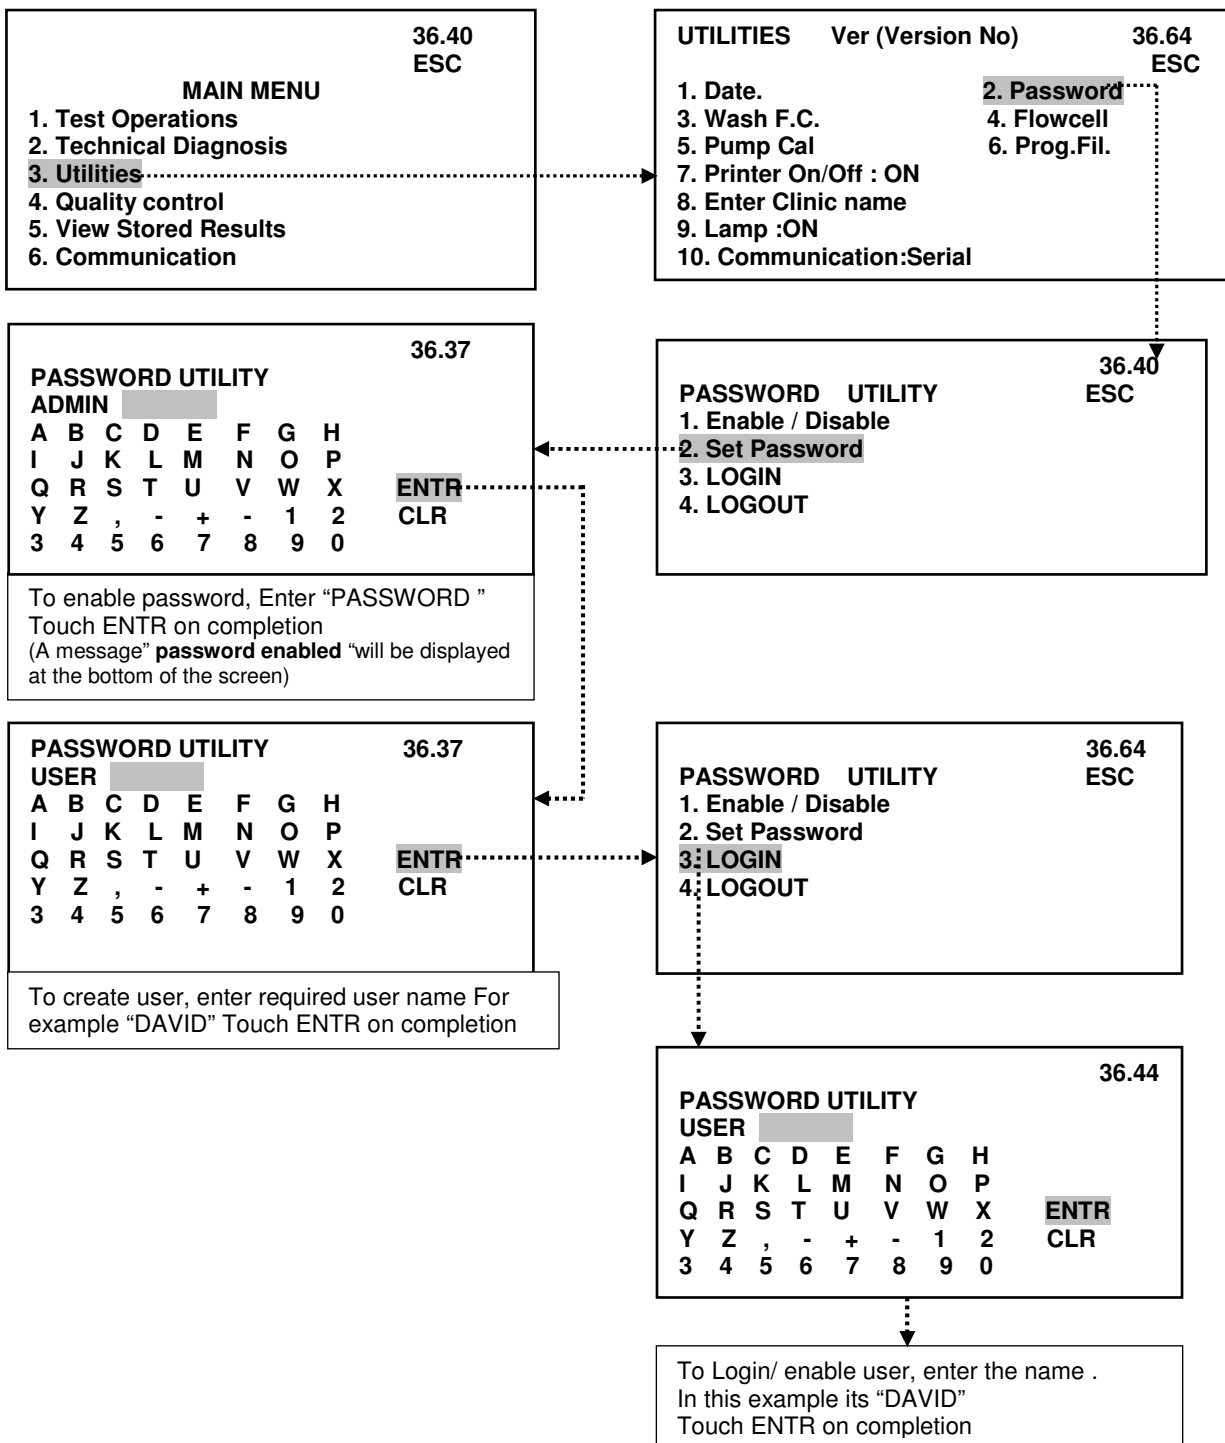 36.40
ESC
MAIN MENU
1. Test Operations
2. Technical Diagnosis
3. Utilities
4. Quality control
5. View Stored Results
6. Communication
UTILITIES Ver (Version No) 36.64
ESC
1. Date. 2. Password
3. Wash F.C. 4. Flowcell
5. Pump Cal 6. Prog.Fil.
7. Printer On/Off : ON
8. Enter Clinic name
9. Lamp :ON
10. Communication:Serial
36.40
PASSWORD UTILITY ESC
1. Enable / Disable
2. Set Password
3. LOGIN
4. LOGOUT
36.37
PASSWORD UTILITY
ADMIN
A B C D E F G H
I J K L M N O P
Q R S T U V W X ENTR
Y Z , - + - 1 2 CLR
3 4 5 6 7 8 9 0
To enable password, Enter “PASSWORD ”
Touch ENTR on completion
(A message” password enabled “will be displayed
at the bottom of the screen)
PASSWORD UTILITY 36.37
USER
A B C D E F G H
I J K L M N O P
Q R S T U V W X ENTR
Y Z , - + - 1 2 CLR
3 4 5 6 7 8 9 0
To create user, enter required user name For
example “DAVID” Touch ENTR on completion
36.64
PASSWORD UTILITY ESC
1. Enable / Disable
2. Set Password
3. LOGIN
4. LOGOUT
36.44
PASSWORD UTILITY
USER
A B C D E F G H
I J K L M N O P
Q R S T U V W X ENTR
Y Z , - + - 1 2 CLR
3 4 5 6 7 8 9 0
To Login/ enable user, enter the name .
In this example its “DAVID”
Touch ENTR on completion